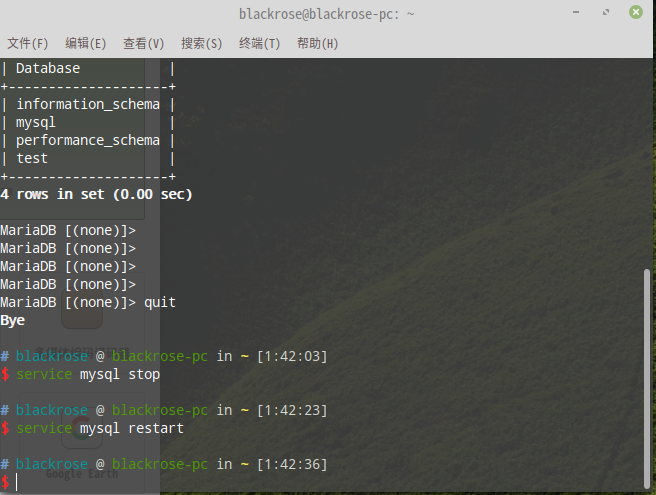 blackrose@blackrose-pc: ~
文件(F) 编辑(E) 查看(V) 搜索(S) 终端(T) 帮助(H)
| Database           |
+--------------------+
| information_schema |
| mysql              |
| performance_schema |
| test               |
+--------------------+
4 rows in set (0.00 sec)
MariaDB [(none)]>
MariaDB [(none)]>
MariaDB [(none)]>
MariaDB [(none)]>
MariaDB [(none)]> quit
Bye
# blackrose @ blackrose-pc in ~ [1:42:03]
$ service mysql stop
# blackrose @ blackrose-pc in ~ [1:42:23]
$ service mysql restart
# blackrose @ blackrose-pc in ~ [1:42:36]
$
Google Earth